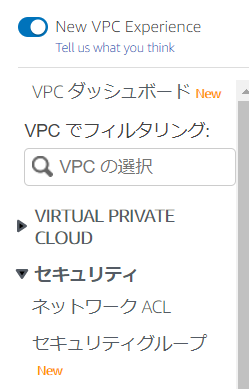 New VPC Experience
Tell us what you think
VPC ダッシュボード New
VPC でフィルタリング:
VPC の選択
VIRTUAL PRIVATE
CLOUD
セキュリティ
ネットワーク ACL
セキュリティグループ
New